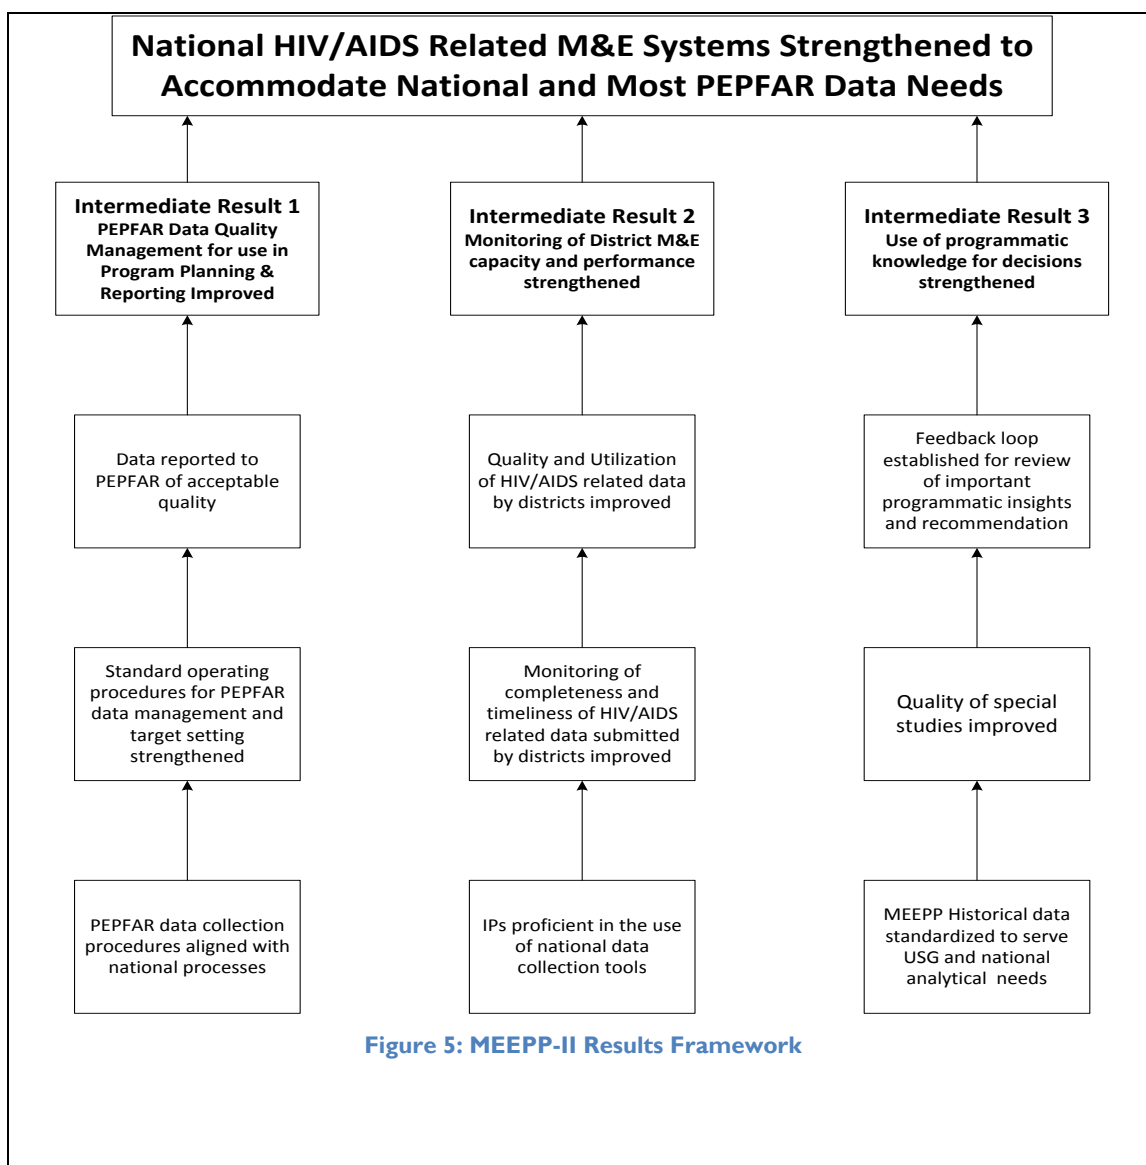 National HIV/AIDS Related M&E Systems Strengthened to
Accommodate National and Most PEPFAR Data Needs
Intermediate Result 1
PEPFAR Data Quality
Management for use in
Program Planning &
Reporting Improved
Intermediate Result 2
Monitoring of District M&E
capacity and performance
strengthened
Intermediate Result 3
Use of programmatic
knowledge for decisions
strengthened
Data reported to
PEPFAR of acceptable
quality
Quality and Utilization
of HIV/AIDS related data
by districts improved
Feedback loop
established for review
of important
programmatic insights
and recommendation
Standard operating
procedures for PEPFAR
data management and
target setting
strengthened
Monitoring of
completeness and
timeliness of HIV/AIDS
related data submitted
by districts improved
Quality of special
studies improved
PEPFAR data collection
procedures aligned with
national processes
IPs proficient in the use
of national data
collection tools
MEEPP Historical data
standardized to serve
USG and national
analytical needs
Figure 5: MEEPP-II Results Framework